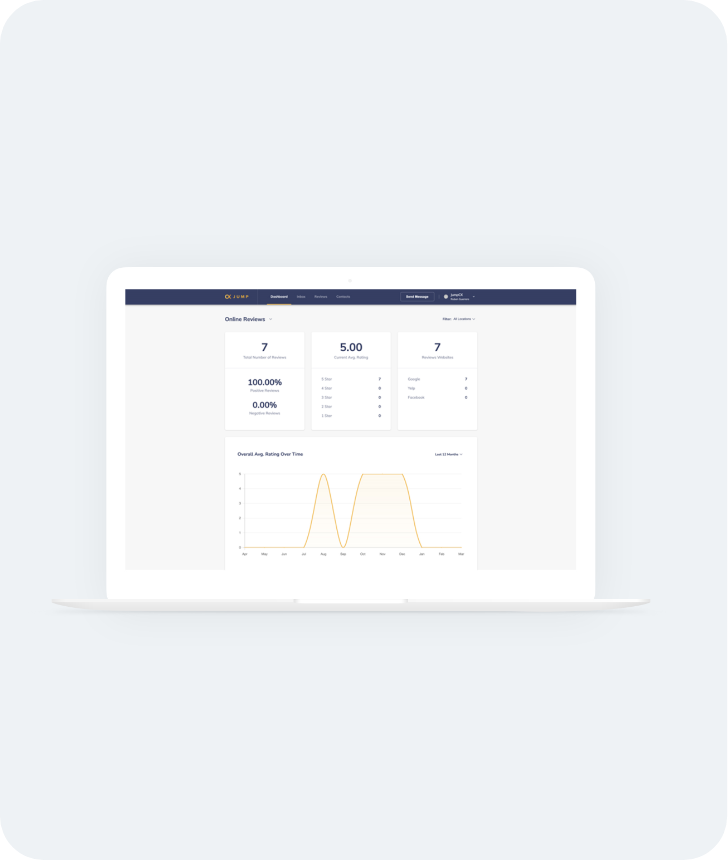 JUMP
Dashboard
Inbox
Reviews
Contacts
Send Message
JumpCX
Online Reviews
All Locations
7
Total Number of Reviews
100.00%
Positive Reviews
0.00%
Negative Reviews
5.00
Current Avg. Rating
5 Star 7
4 Star 0
3 Star 0
2 Star 0
1 Star 0
7
Reviews Websites
Google 7
Yelp 0
Facebook 0
Overall Avg. Rating Over Time
Last 12 Months
5
4
3
2
1
0
Apr May Jun Jul Aug Sep Oct Nov Dec Jan Feb Mar